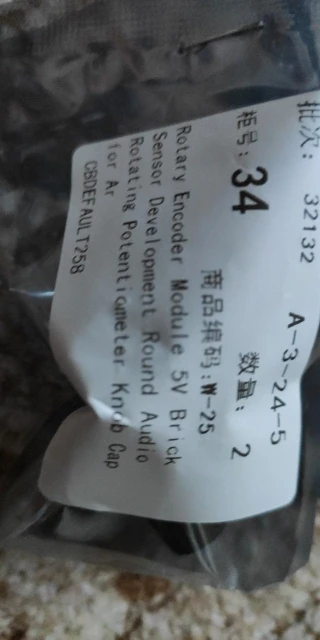 批次: 32132
A-3-24-5
柜号: 34
数量: 2
商品编码:W-25
Rotary Encoder Module 5V Brick
Sensor Development Round Audio
Rotating Potentiometer Knob Cap
for Ar
CBDEFAULT258